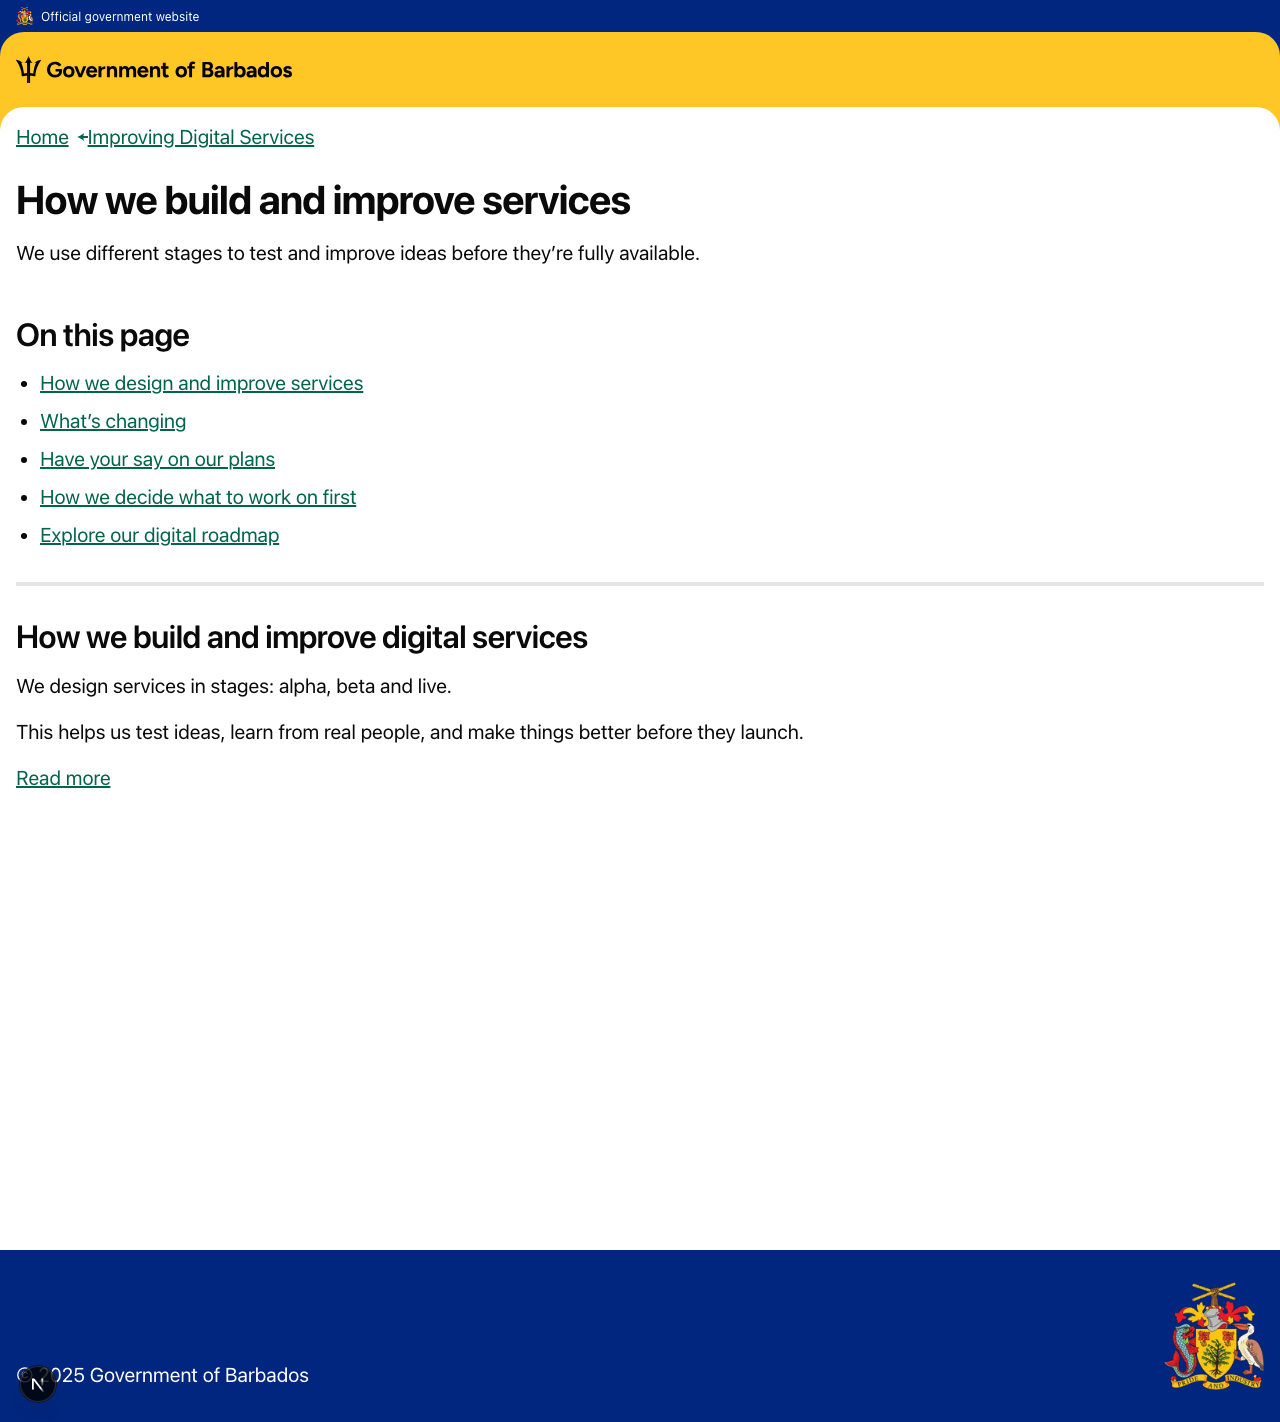 Official government website
Government of Barbados
Home Improving Digital Services
How we build and improve services
We use different stages to test and improve ideas before they’re fully available.
On this page
How we design and improve services
What’s changing
Have your say on our plans
How we decide what to work on first
Explore our digital roadmap
How we build and improve digital services
We design services in stages: alpha, beta and live.
This helps us test ideas, learn from real people, and make things better before they launch.
Read more
PRIDE AND INDUSTRY
© 2025 Government of Barbados
N